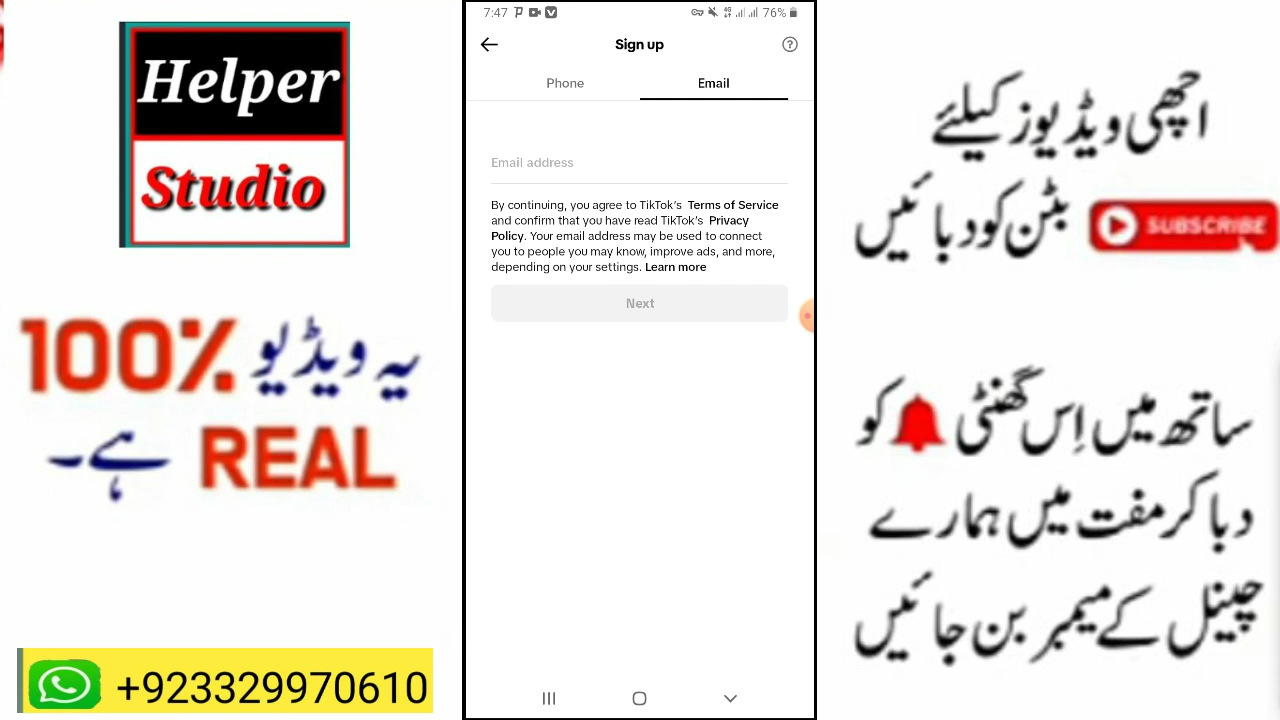 Helper
Studio
یہ ویڈیو 100%
REAL ہے۔
+923329970610
7:47
4G
76%
Sign up
Phone
Email
Email address
By continuing, you agree to TikTok's Terms of Service
and confirm that you have read TikTok's Privacy
Policy. Your email address may be used to connect
you to people you may know, improve ads, and more,
depending on your settings. Learn more
Next
اچھی ویڈیوز کیلئے
SUBSCRIBE بٹن کو دبائیں
ساتھ میں اِس گھنٹی کو
دبا کر مفت میں ہمارے
چینل کے میمبر بن جائیں